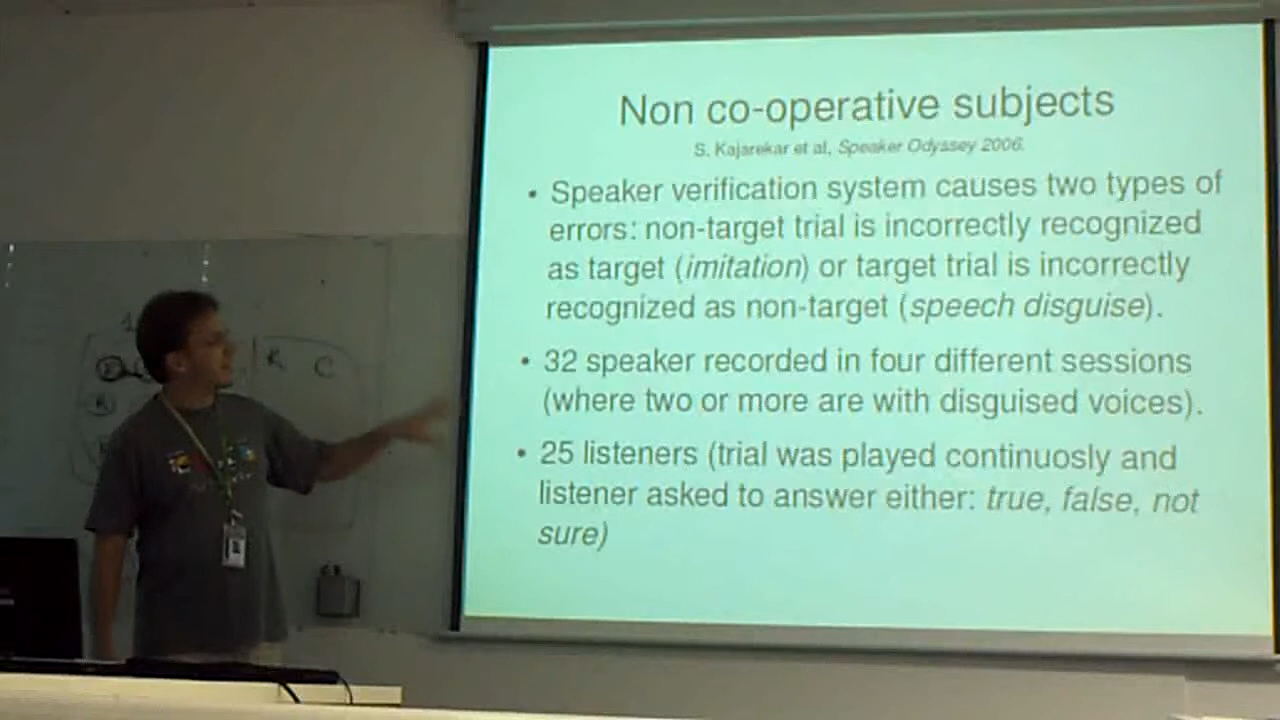 Non co-operative subjects
S. Kajarekar et al, Speaker Odyssey 2006.
• Speaker verification system causes two types of
errors: non-target trial is incorrectly recognized
as target (imitation) or target trial is incorrectly
recognized as non-target (speech disguise).
• 32 speaker recorded in four different sessions
(where two or more are with disguised voices).
• 25 listeners (trial was played continuosly and
listener asked to answer either: true, false, not
sure)
R C